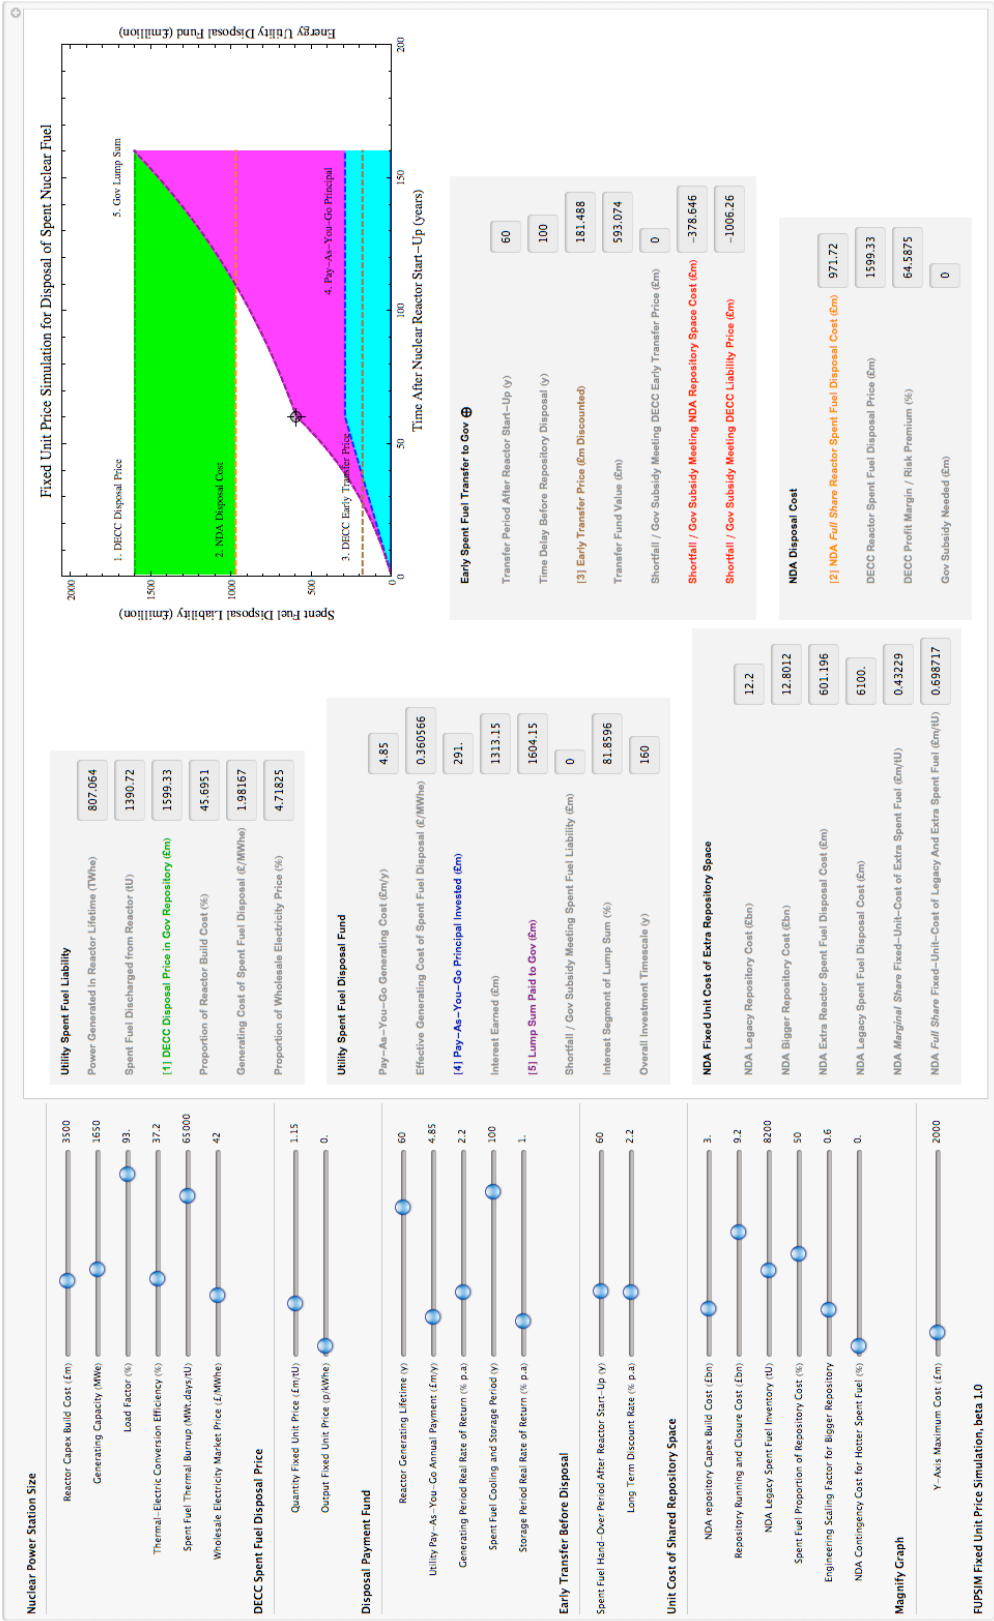 Nuclear Power Station Size
Reactor Capex Build Cost (£m) 3500
Generating Capacity (MWe) 1650
Load Factor (%) 93.
Thermal-Electric Conversion Efficiency (%) 37.2
Spent Fuel Thermal Burnup (MWt.days/tU) 65000
Wholesale Electricity Market Price (£/MWhe) 42
DECC Spent Fuel Disposal Price
Quantity Fixed Unit Price (£m/tU) 1.15
Output Fixed Unit Price (p/kWhe) 0.
Disposal Payment Fund
Reactor Generating Lifetime (y) 60
Utility Pay-As-You-Go Annual Payment (£m/y) 4.85
Generating Period Real Rate of Return (% p.a) 2.2
Spent Fuel Cooling and Storage Period (y) 100
Storage Period Real Rate of Return (% p.a) 1.
Early Transfer Before Disposal
Spent Fuel Hand-Over Period After Reactor Start-Up (y) 60
Long Term Discount Rate (% p.a) 2.2
Unit Cost of Shared Repository Space
NDA repository Capex Build Cost (£bn) 3.
Repository Running and Closure Cost (£bn) 9.2
NDA Legacy Spent Fuel Inventory (tU) 8200
Spent Fuel Proportion of Repository Cost (%) 50
Engineering Scaling Factor for Bigger Repository 0.6
NDA Contingency Cost for Hotter Spent Fuel (%) 0.
Magnify Graph
Y-Axis Maximum Cost (£m) 2000
FUPSIM Fixed Unit Price Simulation, beta 1.0
Utility Spent Fuel Liability
Power Generated In Reactor Lifetime (TWhe) 807.064
Spent Fuel Discharged from Reactor (tU) 1390.72
[1] DECC Disposal Price in Gov Repository (£m) 1599.33
Proportion of Reactor Build Cost (%) 45.6951
Generating Cost of Spent Fuel Disposal (£/MWhe) 1.98167
Proportion of Wholesale Electricity Price (%) 4.71825
Utility Spent Fuel Disposal Fund
Pay-As-You-Go Generating Cost (£m/y) 4.85
Effective Generating Cost of Spent Fuel Disposal (£/MWhe) 0.360566
[4] Pay-As-You-Go Principal Invested (£m) 291.
Interest Earned (£m) 1313.15
[5] Lump Sum Paid to Gov (£m) 1604.15
Shortfall / Gov Subsidy Meeting Spent Fuel Liability (£m) 0
Interest Segment of Lump Sum (%) 81.8596
Overall Investment Timescale (y) 160
NDA Fixed Unit Cost of Extra Repository Space
NDA Legacy Repository Cost (£bn) 12.2
NDA Bigger Repository Cost (£bn) 12.8012
NDA Extra Reactor Spent Fuel Disposal Cost (£m) 601.196
NDA Legacy Spent Fuel Disposal Cost (£m) 6100.
NDA Marginal Share Fixed-Unit-Cost of Extra Spent Fuel (£m/tU) 0.43229
NDA Full Share Fixed-Unit-Cost of Legacy And Extra Spent Fuel (£m/tU) 0.698717
Fixed Unit Price Simulation for Disposal of Spent Nuclear Fuel
Spent Fuel Disposal Liability (£million)
Energy Utility Disposal Fund (£million)
2000
1500
1000
500
0
1. DECC Disposal Price
2. NDA Disposal Cost
3. DECC Early Transfer Price
4. Pay-As-You-Go Principal
5. Gov Lump Sum
0 50 100 150 200
Time After Nuclear Reactor Start-Up (years)
Early Spent Fuel Transfer to Gov ⊕
Transfer Period After Reactor Start-Up (y) 60
Time Delay Before Repository Disposal (y) 100
[3] Early Transfer Price (£m Discounted) 181.488
Transfer Fund Value (£m) 593.074
Shortfall / Gov Subsidy Meeting DECC Early Transfer Price (£m) 0
Shortfall / Gov Subsidy Meeting NDA Repository Space Cost (£m) -378.646
Shortfall / Gov Subsidy Meeting DECC Liability Price (£m) -1006.26
NDA Disposal Cost
[2] NDA Full Share Reactor Spent Fuel Disposal Cost (£m) 971.72
DECC Reactor Spent Fuel Disposal Price (£m) 1599.33
DECC Profit Margin / Risk Premium (%) 64.5875
Gov Subsidy Needed (£m) 0